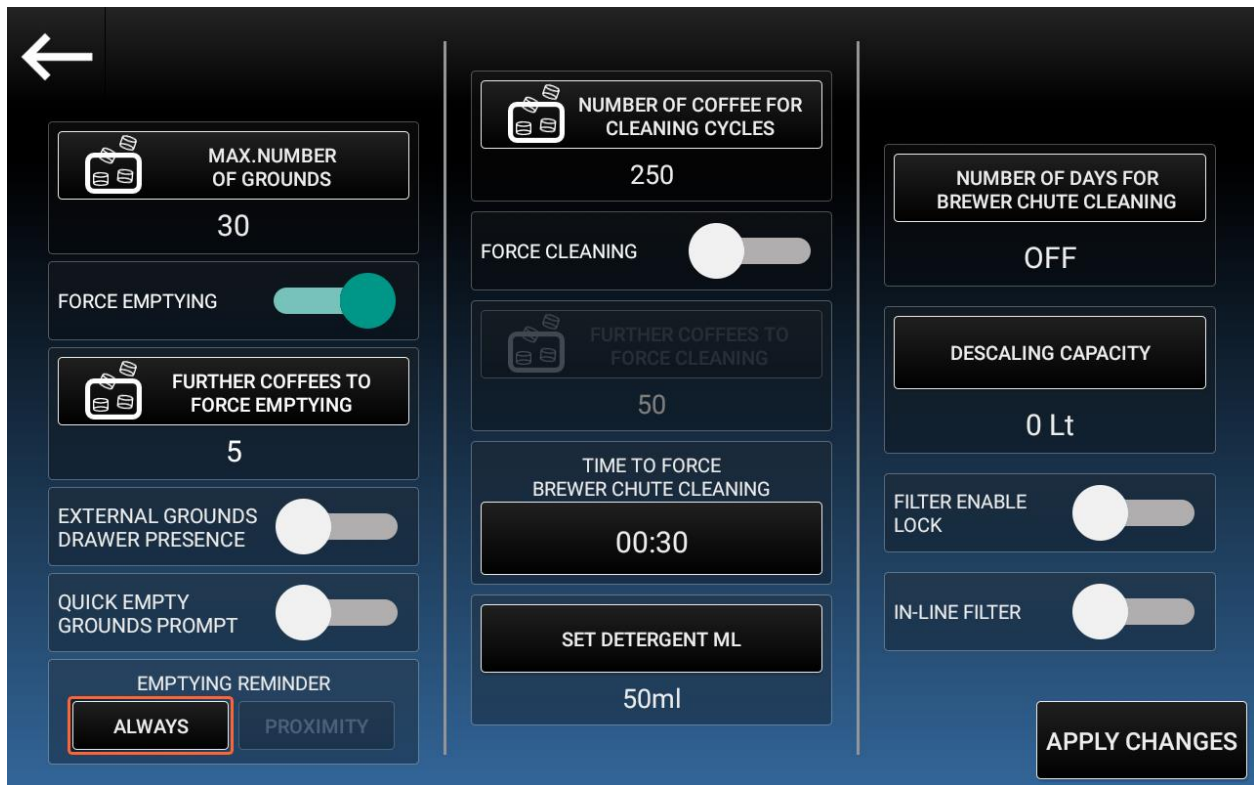 MAX.NUMBER
OF GROUNDS
30
FORCE EMPTYING
FURTHER COFFEES TO
FORCE EMPTYING
5
EXTERNAL GROUNDS
DRAWER PRESENCE
QUICK EMPTY
GROUNDS PROMPT
EMPTYING REMINDER
ALWAYS
PROXIMITY
NUMBER OF COFFEE FOR
CLEANING CYCLES
250
FORCE CLEANING
FURTHER COFFEES TO
FORCE CLEANING
50
TIME TO FORCE
BREWER CHUTE CLEANING
00:30
SET DETERGENT ML
50ml
NUMBER OF DAYS FOR
BREWER CHUTE CLEANING
OFF
DESCALING CAPACITY
0 Lt
FILTER ENABLE
LOCK
IN-LINE FILTER
APPLY CHANGES